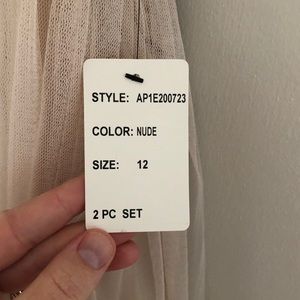 STYLE: AP1E200723
COLOR: NUDE
SIZE: 12
2 PC SET